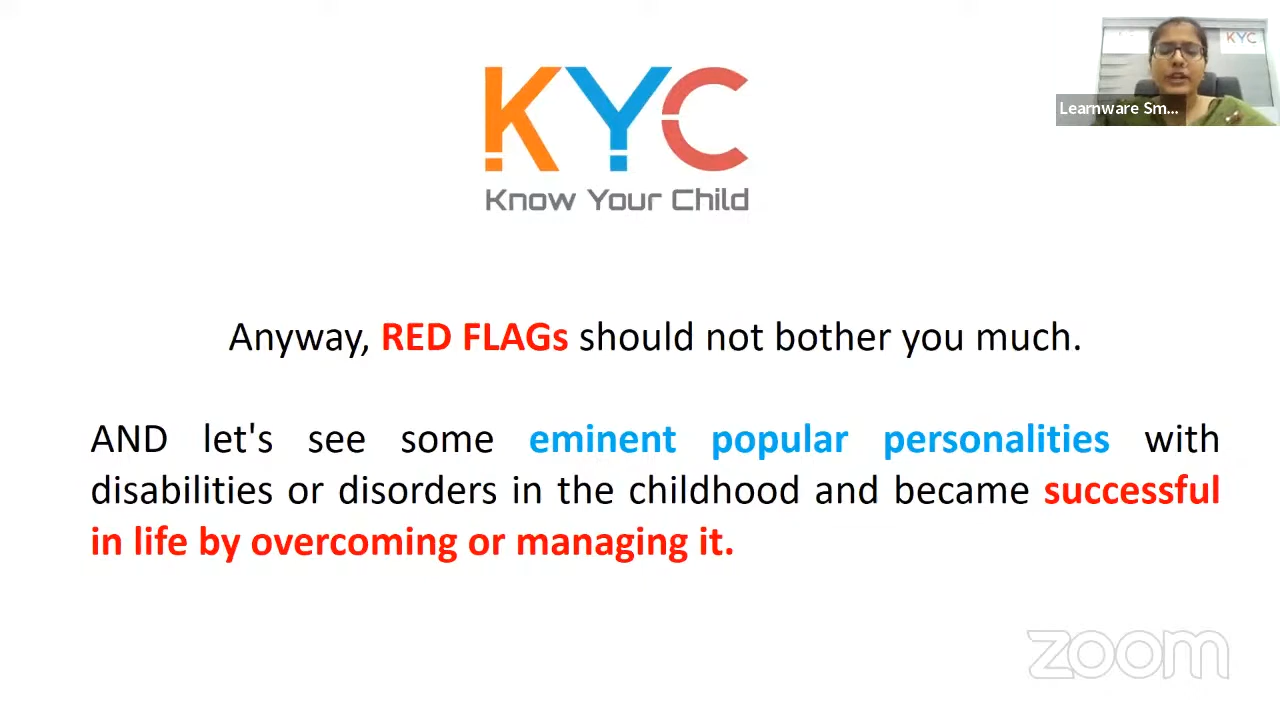 KYC
Know Your Child
KYC
Learnware Sm...
Anyway, RED FLAGs should not bother you much.
AND let's see some eminent popular personalities with
disabilities or disorders in the childhood and became successful
in life by overcoming or managing it.
zoom